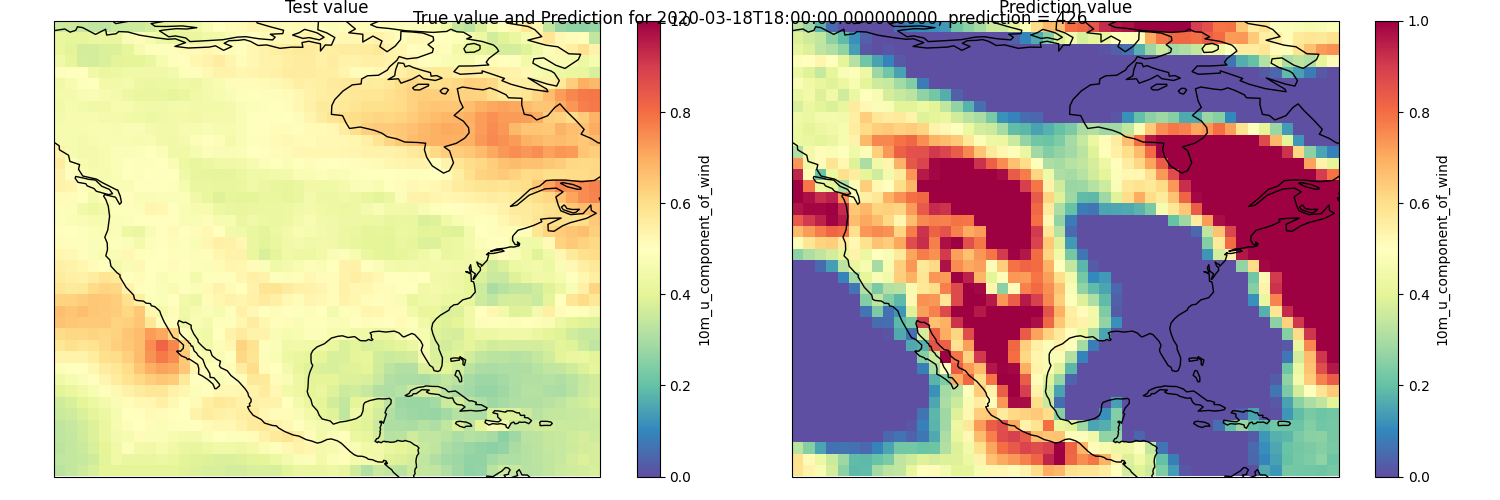 Test value
Prediction value
True value and Prediction for 2020-03-18T18:00:00.000000000, prediction = 426
1.0
0.8
0.6
0.4
0.2
0.0
10m_u_component_of_wind
1.0
0.8
0.6
0.4
0.2
0.0
10m_u_component_of_wind